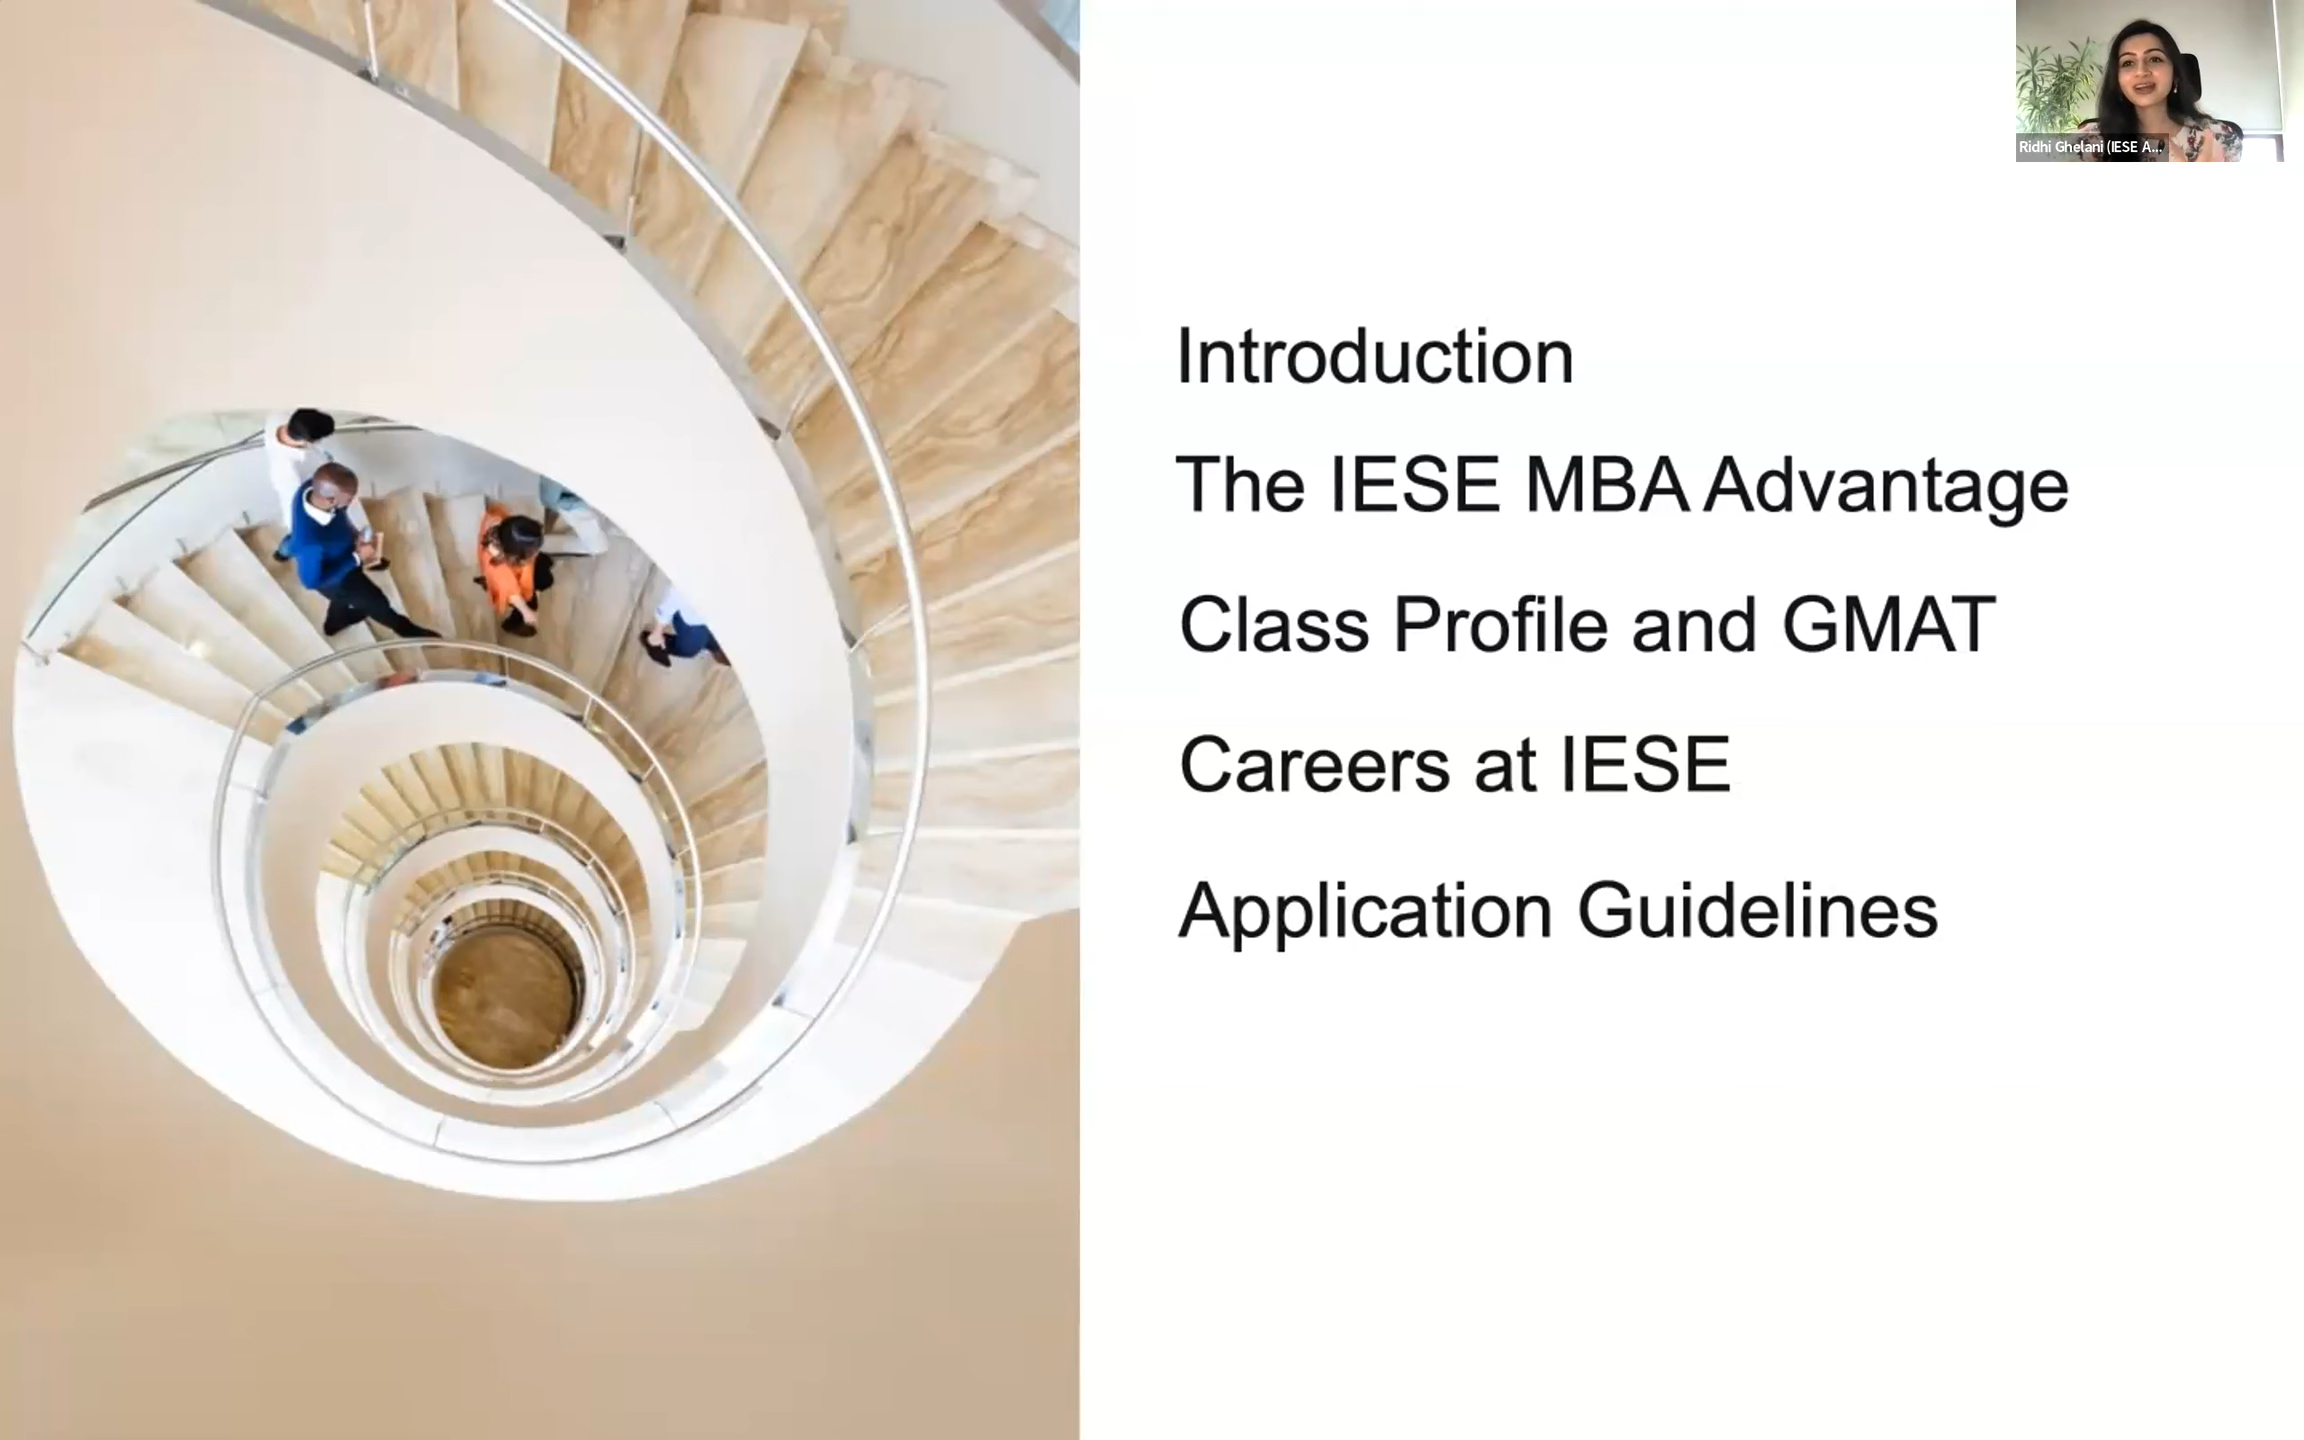 Ridhi Ghelani (IESE A...
Introduction
The IESE MBA Advantage
Class Profile and GMAT
Careers at IESE
Application Guidelines